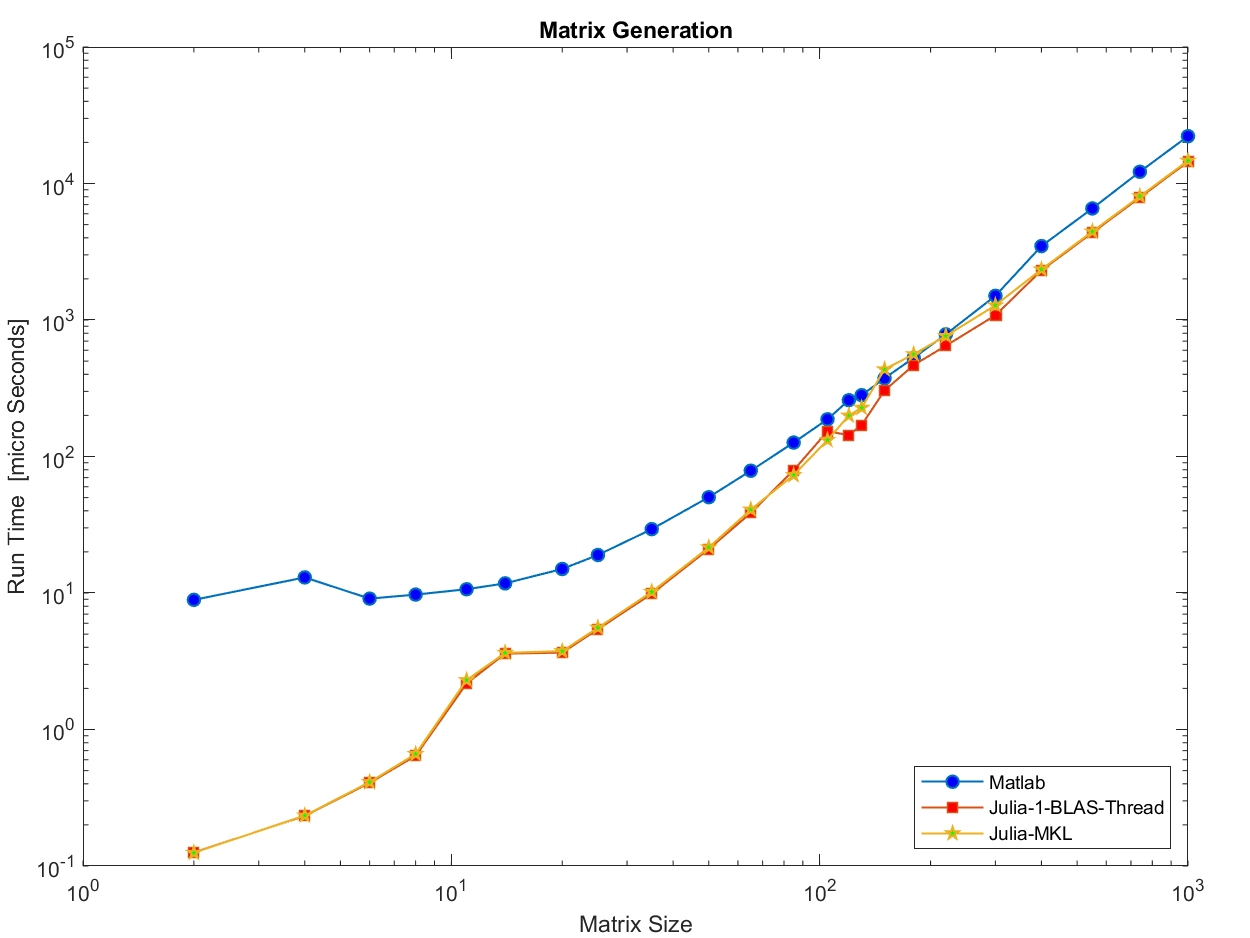 Matrix Generation
10^5
10^4
10^3
10^2
10^1
10^0
10^-1
Run Time [micro Seconds]
10^0 10^1 10^2 10^3
Matrix Size
Matlab
Julia-1-BLAS-Thread
Julia-MKL